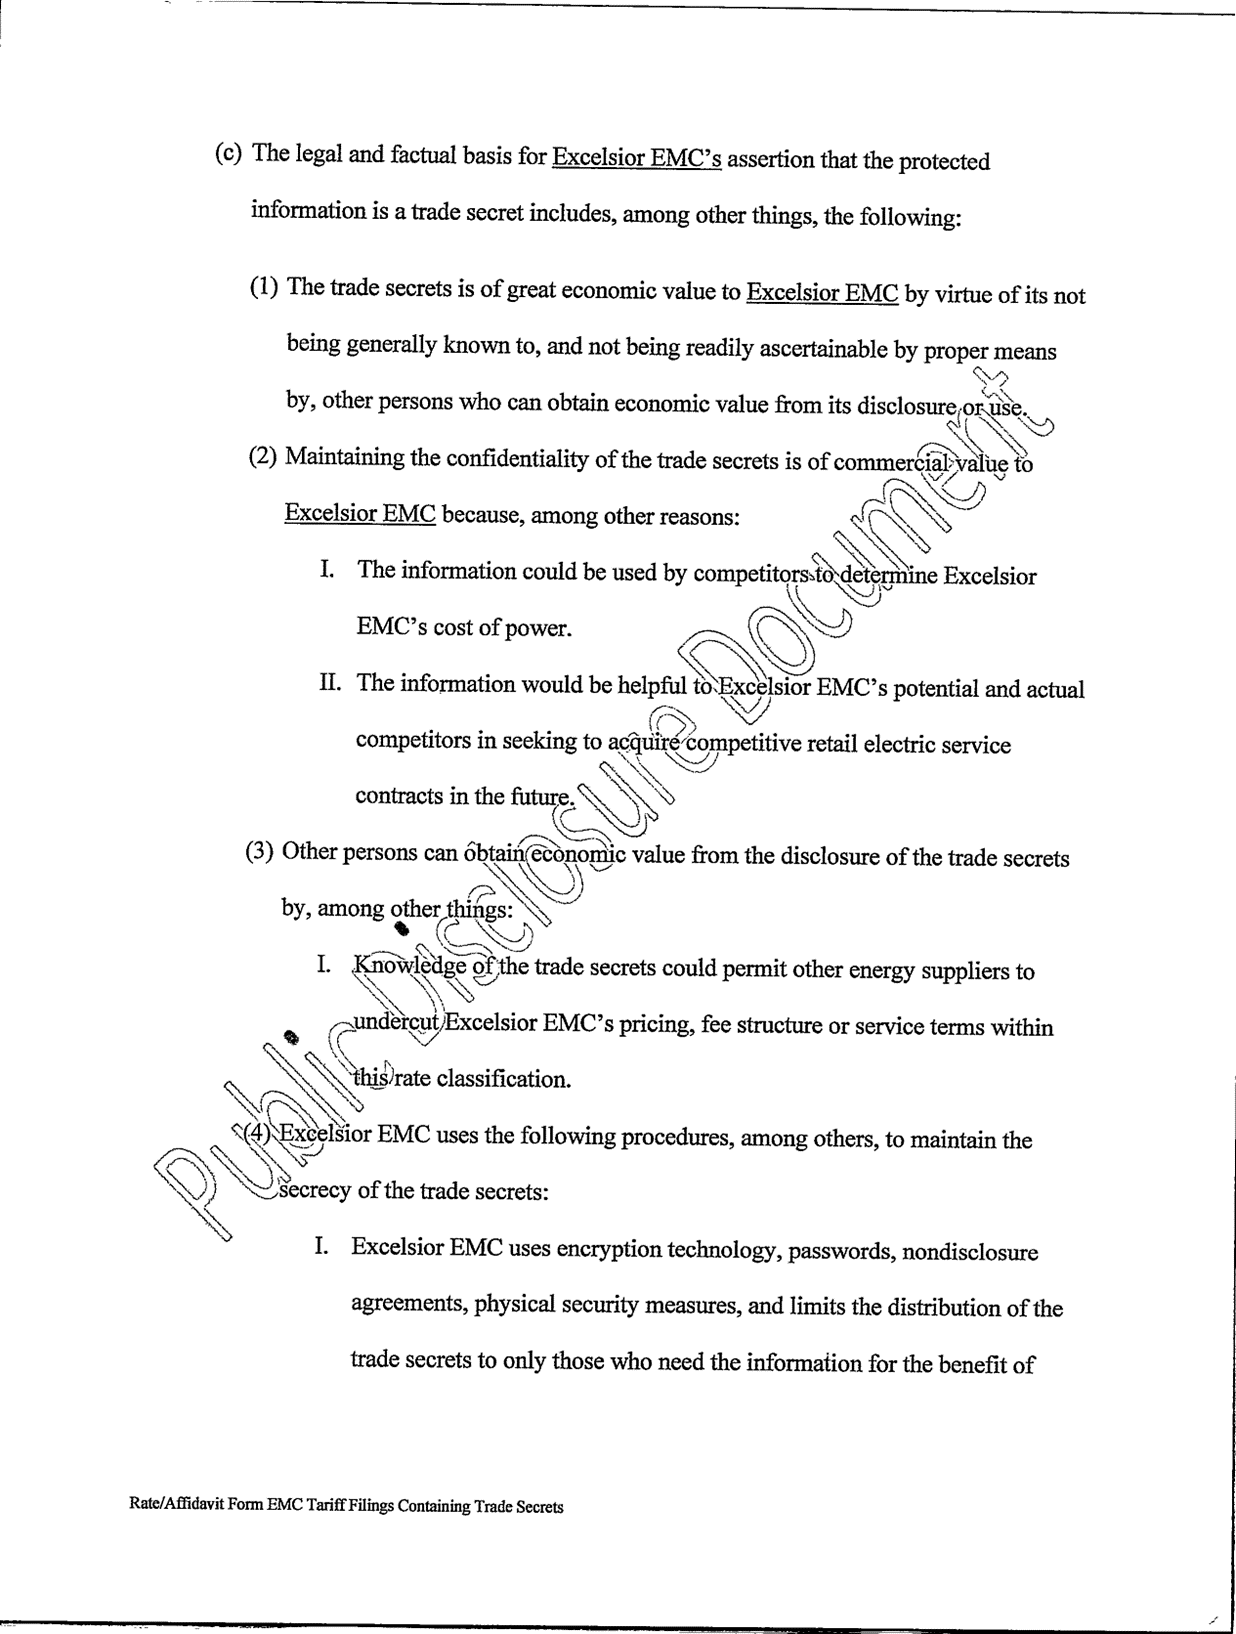 (c) The legal and factual basis for Excelsior EMC’s assertion that the protected
information is a trade secret includes, among other things, the following:
(1) The trade secrets is of great economic value to Excelsior EMC by virtue of its not
being generally known to, and not being readily ascertainable by proper means
by, other persons who can obtain economic value from its disclosure or use.
(2) Maintaining the confidentiality of the trade secrets is of commercial value to
Excelsior EMC because, among other reasons:
I. The information could be used by competitors to determine Excelsior
EMC’s cost of power.
II. The information would be helpful to Excelsior EMC’s potential and actual
competitors in seeking to acquire competitive retail electric service
contracts in the future.
(3) Other persons can obtain economic value from the disclosure of the trade secrets
by, among other things:
I. Knowledge of the trade secrets could permit other energy suppliers to
undercut Excelsior EMC’s pricing, fee structure or service terms within
this rate classification.
(4) Excelsior EMC uses the following procedures, among others, to maintain the
secrecy of the trade secrets:
I. Excelsior EMC uses encryption technology, passwords, nondisclosure
agreements, physical security measures, and limits the distribution of the
trade secrets to only those who need the information for the benefit of
Rate/Affidavit Form EMC Tariff Filings Containing Trade Secrets
Public Disclosure Document